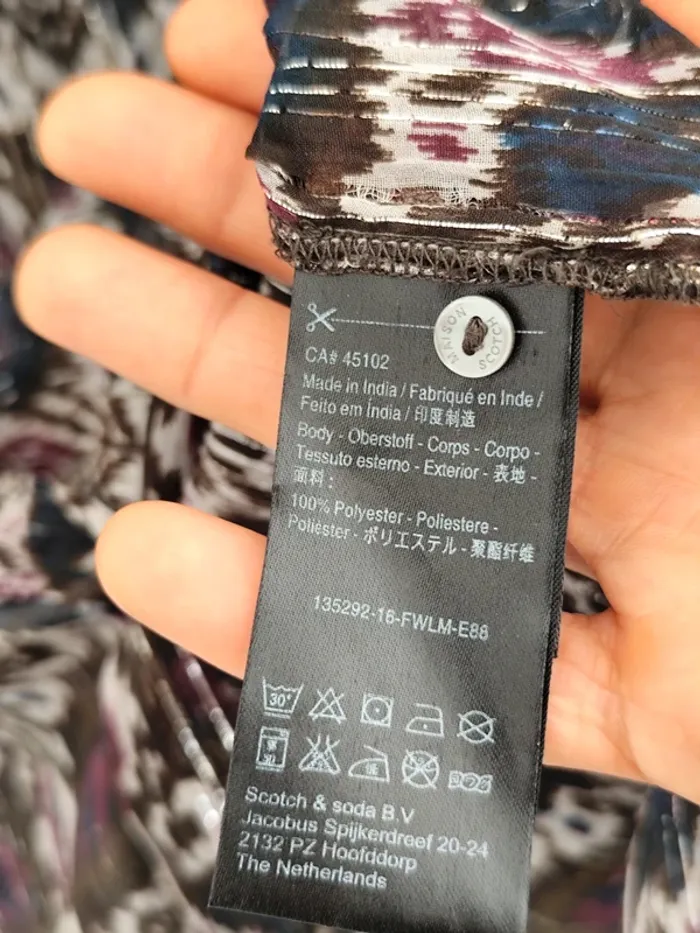 MAISON SCOTCH
CA# 45102
Made in India / Fabriqué en Inde /
Feito em Índia / 印度制造
Body - Oberstoff - Corps - Corpo -
Tessuto esterno - Exterior - 表地 -
面料 :
100% Polyester - Poliestere -
Poliéster - ポリエステル - 聚酯纤维
135292-16-FWLM-E88
30°
Scotch & soda B.V
Jacobus Spijkerdreef 20-24
2132 PZ Hoofddorp
The Netherlands